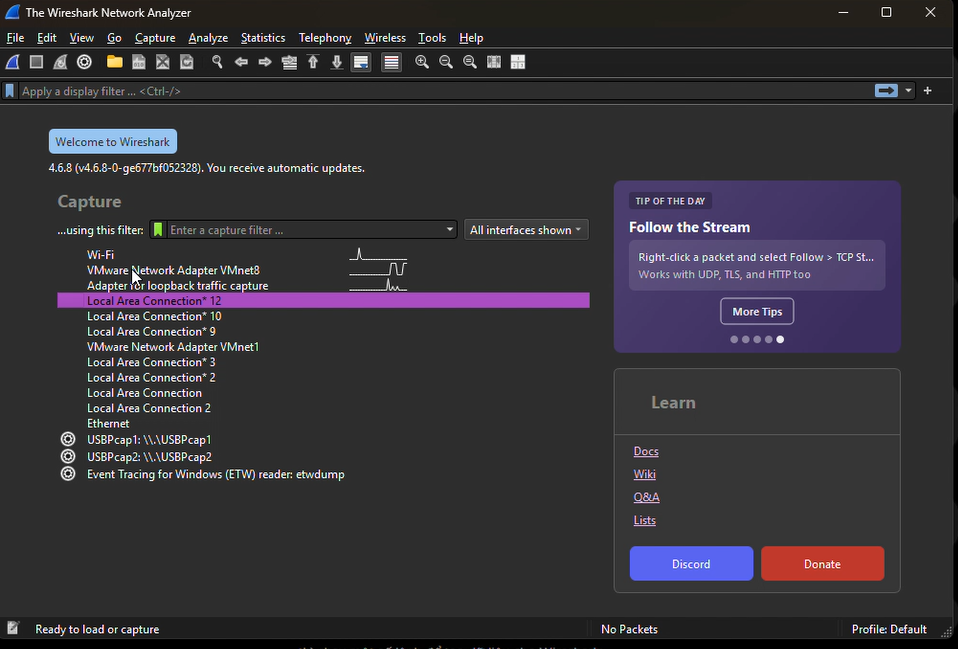 The Wireshark Network Analyzer
File Edit View Go Capture Analyze Statistics Telephony Wireless Tools Help
Apply a display filter ... <Ctrl-/>
Welcome to Wireshark
4.6.8 (v4.6.8-0-ge677bf052328). You receive automatic updates.
Capture
...using this filter: Enter a capture filter ... All interfaces shown
Wi-Fi
VMware Network Adapter VMnet8
Adapter for loopback traffic capture
Local Area Connection* 12
Local Area Connection* 10
Local Area Connection* 9
VMware Network Adapter VMnet1
Local Area Connection* 3
Local Area Connection* 2
Local Area Connection
Local Area Connection 2
Ethernet
USBPcap1: \\.\USBPcap1
USBPcap2: \\.\USBPcap2
Event Tracing for Windows (ETW) reader: etwdump
TIP OF THE DAY
Follow the Stream
Right-click a packet and select Follow > TCP St...
Works with UDP, TLS, and HTTP too
More Tips
Learn
Docs
Wiki
Q&A
Lists
Discord Donate
Ready to load or capture No Packets Profile: Default